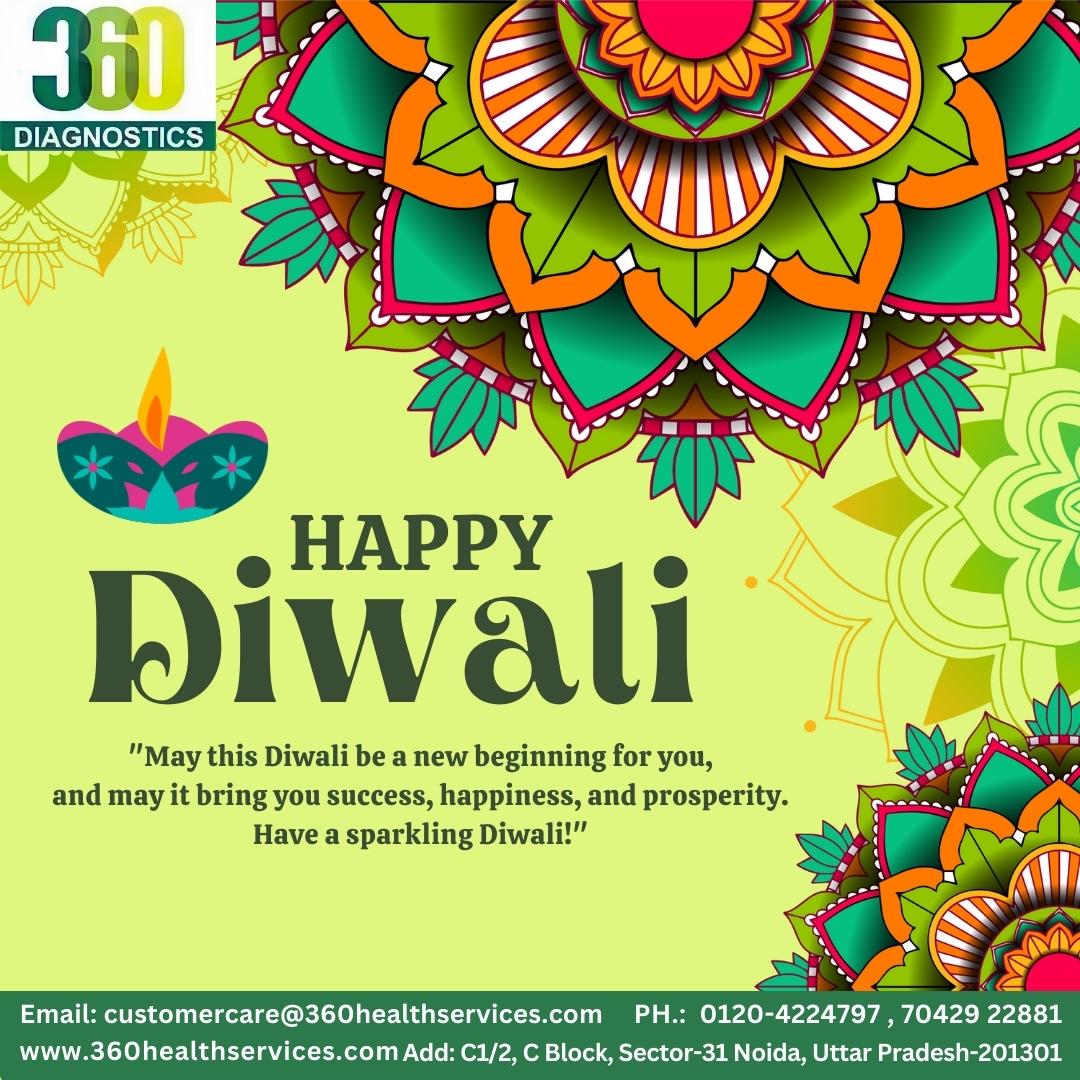 360
DIAGNOSTICS
HAPPY
Diwali
"May this Diwali be a new beginning for you,
and may it bring you success, happiness, and prosperity.
Have a sparkling Diwali!"
Email: customercare@360healthservices.com PH.: 0120-4224797 , 70429 22881
www.360healthservices.com Add: C1/2, C Block, Sector-31 Noida, Uttar Pradesh-201301